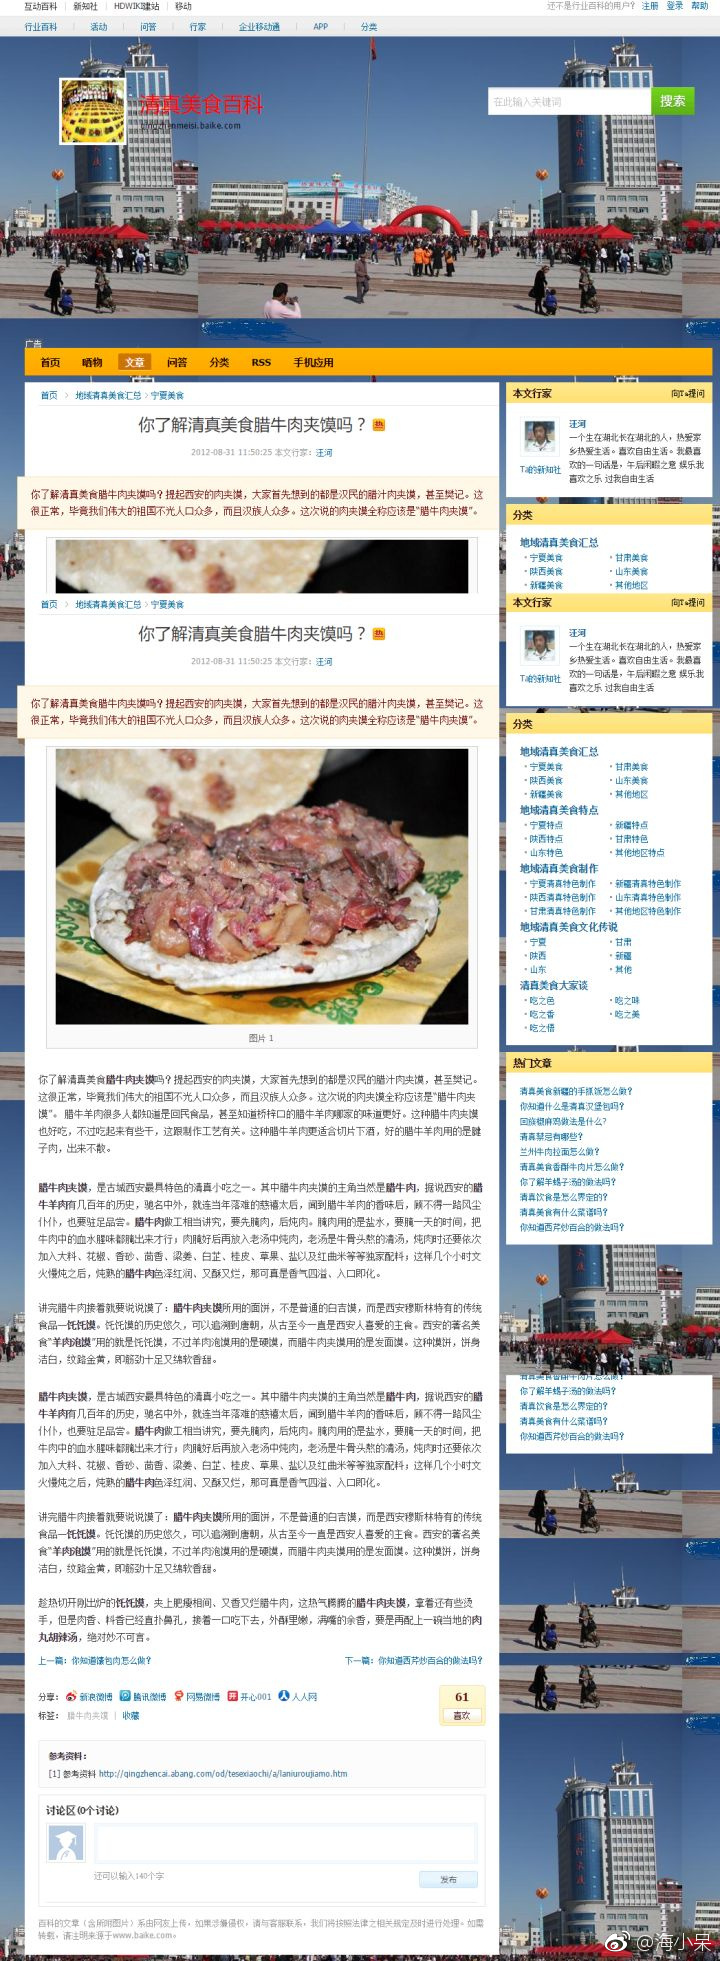 互动百科 新知社 HDWIKI建站 移动
还不是行业百科的用户? 注册 登录 帮助
行业百科 活动 问答 行家 企业移动通 APP 分类
清真美食百科
qingzhenmeisi.baike.com
在此输入关键词 搜索
广告
首页 晒物 文章 问答 分类 RSS 手机应用
首页 > 地域清真美食汇总 > 宁夏美食
你了解清真美食腊牛肉夹馍吗?
2012-08-31 11:50:25 本文行家: 汪河
你了解清真美食腊牛肉夹馍吗?提起西安的肉夹馍,大家首先想到的都是汉民的腊汁肉夹馍,甚至樊记。这
很正常,毕竟我们伟大的祖国不光人口众多,而且汉族人众多。这次说的肉夹馍全称应该是“腊牛肉夹馍”。
本文行家 向Ta提问
汪河
一个生在湖北长在湖北的人,热爱家
乡热爱生活。喜欢自由生活。我最喜
欢的一句话是,午后闲暇之意 娱乐我
喜欢之乐 过我自由生活
Ta的新知社
分类
地域清真美食汇总
宁夏美食 甘肃美食
陕西美食 山东美食
新疆美食 其他地区
首页 > 地域清真美食汇总 > 宁夏美食
你了解清真美食腊牛肉夹馍吗?
2012-08-31 11:50:25 本文行家: 汪河
你了解清真美食腊牛肉夹馍吗?提起西安的肉夹馍,大家首先想到的都是汉民的腊汁肉夹馍,甚至樊记。这
很正常,毕竟我们伟大的祖国不光人口众多,而且汉族人众多。这次说的肉夹馍全称应该是“腊牛肉夹馍”。
图片 1
本文行家 向Ta提问
汪河
一个生在湖北长在湖北的人,热爱家
乡热爱生活。喜欢自由生活。我最喜
欢的一句话是,午后闲暇之意 娱乐我
喜欢之乐 过我自由生活
Ta的新知社
分类
地域清真美食汇总
宁夏美食 甘肃美食
陕西美食 山东美食
新疆美食 其他地区
地域清真美食特点
宁夏特点 新疆特点
陕西特点 甘肃特色
山东特色 其他地区特点
地域清真美食制作
宁夏清真特色制作 新疆清真特色制作
陕西清真特色制作 山东清真特色制作
甘肃清真特色制作 其他地区特色制作
地域清真美食文化传说
宁夏 甘肃
陕西 新疆
山东 其他
清真美食大家谈
吃之色 吃之味
吃之香 吃之美
吃之悟
热门文章
清真美食新疆的手抓饭怎么做?
你知道什么是清真汉堡包吗?
回族椒麻鸡做法是什么?
清真禁忌有哪些?
兰州牛肉拉面怎么做?
清真美食香酥牛肉片怎么做?
你了解羊蝎子汤的做法吗?
清真饮食是怎么界定的?
清真美食有什么菜谱吗?
你知道西芹炒百合的做法吗?
清真美食香酥牛肉片怎么做?
你了解羊蝎子汤的做法吗?
清真饮食是怎么界定的?
清真美食有什么菜谱吗?
你知道西芹炒百合的做法吗?
你了解清真美食腊牛肉夹馍吗?提起西安的肉夹馍,大家首先想到的都是汉民的腊汁肉夹馍,甚至樊记。
这很正常,毕竟我们伟大的祖国不光人口众多,而且汉族人众多。这次说的肉夹馍全称应该是“腊牛肉夹
馍”。 腊牛羊肉很多人都知道是回民食品,甚至知道桥梓口的腊牛羊肉哪家的味道更好。这种腊牛肉夹馍
也好吃,不过吃起来有些干,这跟制作工艺有关。这种腊牛羊肉更适合切片下酒,好的腊牛羊肉用的是腱
子肉,出来不散。
腊牛肉夹馍,是古城西安最具特色的清真小吃之一。其中腊牛肉夹馍的主角当然是腊牛肉,据说西安的腊
牛羊肉有几百年的历史,驰名中外,就连当年落难的慈禧太后,闻到腊牛羊肉的香味后,顾不得一路风尘
仆仆,也要驻足品尝。腊牛肉做工相当讲究,要先腌肉,后炖肉。腌肉用的是盐水,要腌一天的时间,把
牛肉中的血水腥味都腌出来才行;肉腌好后再放入老汤中炖肉,老汤是牛骨头熬的清汤,炖肉时还要依次
加入大料、花椒、香砂、茴香、梁姜、白芷、桂皮、草果、盐以及红曲米等等独家配料;这样几个小时文
火慢炖之后,炖熟的腊牛肉色泽红润、又酥又烂,那可真是香气四溢、入口即化。
讲完腊牛肉接着就要说说馍了:腊牛肉夹馍所用的面饼,不是普通的白吉馍,而是西安穆斯林特有的传统
食品—饦饦馍。饦饦馍的历史悠久,可以追溯到唐朝,从古至今一直是西安人喜爱的主食。西安的著名美
食“羊肉泡馍”用的就是饦饦馍,不过羊肉泡馍用的是硬馍,而腊牛肉夹馍用的是发面馍。这种馍饼,饼身
洁白,纹路金黄,即筋劲十足又绵软香甜。
腊牛肉夹馍,是古城西安最具特色的清真小吃之一。其中腊牛肉夹馍的主角当然是腊牛肉,据说西安的腊
牛羊肉有几百年的历史,驰名中外,就连当年落难的慈禧太后,闻到腊牛羊肉的香味后,顾不得一路风尘
仆仆,也要驻足品尝。腊牛肉做工相当讲究,要先腌肉,后炖肉。腌肉用的是盐水,要腌一天的时间,把
牛肉中的血水腥味都腌出来才行;肉腌好后再放入老汤中炖肉,老汤是牛骨头熬的清汤,炖肉时还要依次
加入大料、花椒、香砂、茴香、梁姜、白芷、桂皮、草果、盐以及红曲米等等独家配料;这样几个小时文
火慢炖之后,炖熟的腊牛肉色泽红润、又酥又烂,那可真是香气四溢、入口即化。
讲完腊牛肉接着就要说说馍了:腊牛肉夹馍所用的面饼,不是普通的白吉馍,而是西安穆斯林特有的传统
食品—饦饦馍。饦饦馍的历史悠久,可以追溯到唐朝,从古至今一直是西安人喜爱的主食。西安的著名美
食“羊肉泡馍”用的就是饦饦馍,不过羊肉泡馍用的是硬馍,而腊牛肉夹馍用的是发面馍。这种馍饼,饼身
洁白,纹路金黄,即筋劲十足又绵软香甜。
趁热切开刚出炉的饦饦馍,夹上肥瘦相间、又香又烂腊牛肉,这热气腾腾的腊牛肉夹馍,拿着还有些烫
手,但是肉香、料香已经直扑鼻孔,接着一口吃下去,外酥里嫩,满嘴的余香,要是再配上一碗当地的肉
丸胡辣汤,绝对妙不可言。
上一篇:你知道馇包肉怎么做? 下一篇:你知道西芹炒百合的做法吗?
分享: 新浪微博 腾讯微博 网易微博 开心001 人人网
标签: 腊牛肉夹馍 | 收藏
61
喜欢
参考资料:
[1] 参考资料 http://qingzhencai.abang.com/od/tesexiaochi/a/laniuroujiamo.htm
讨论区(0个讨论)
还可以输入140个字 发布
百科的文章(含所附图片)系由网友上传,如果涉嫌侵权,请与客服联系,我们将按照法律之相关规定及时进行处理。如需
转载,请注明来源于www.baike.com。
@海小呆